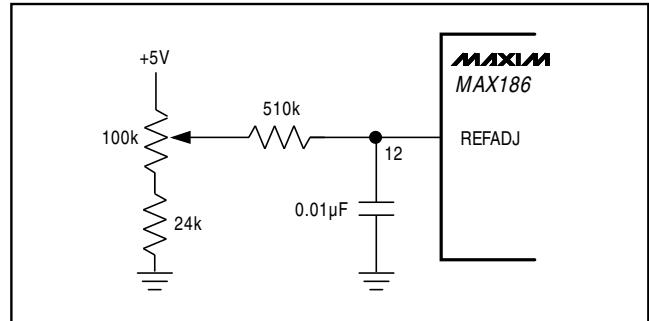 +5V
MAXIM
MAX186
510k
100k
REFADJ
12
0.01µF
24k